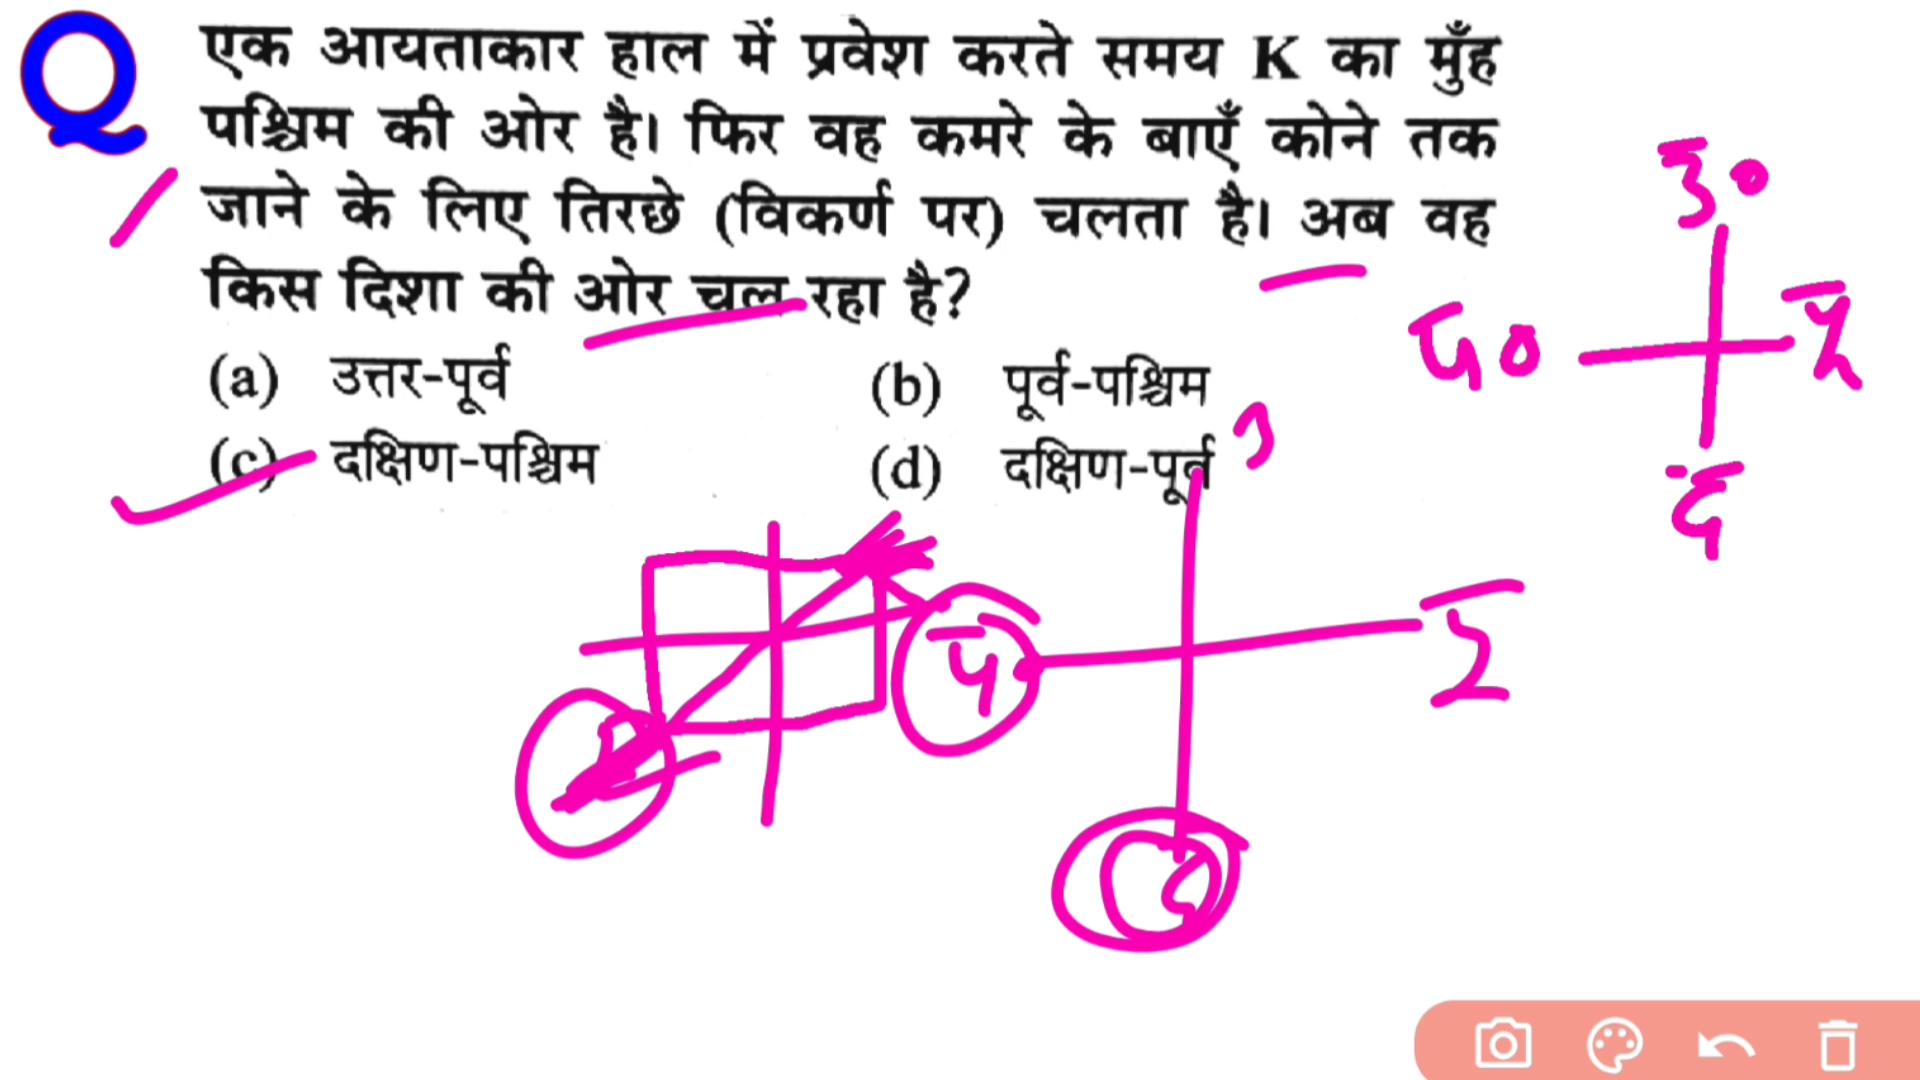 Q
एक आयताकार हाल में प्रवेश करते समय K का मुँह
पश्चिम की ओर है। फिर वह कमरे के बाएँ कोने तक
जाने के लिए तिरछे (विकर्ण पर) चलता है। अब वह
किस दिशा की ओर चल रहा है?
(a) उत्तर-पूर्व (b) पूर्व-पश्चिम
(c) दक्षिण-पश्चिम (d) दक्षिण-पूर्व
उ०
प०
पू
द